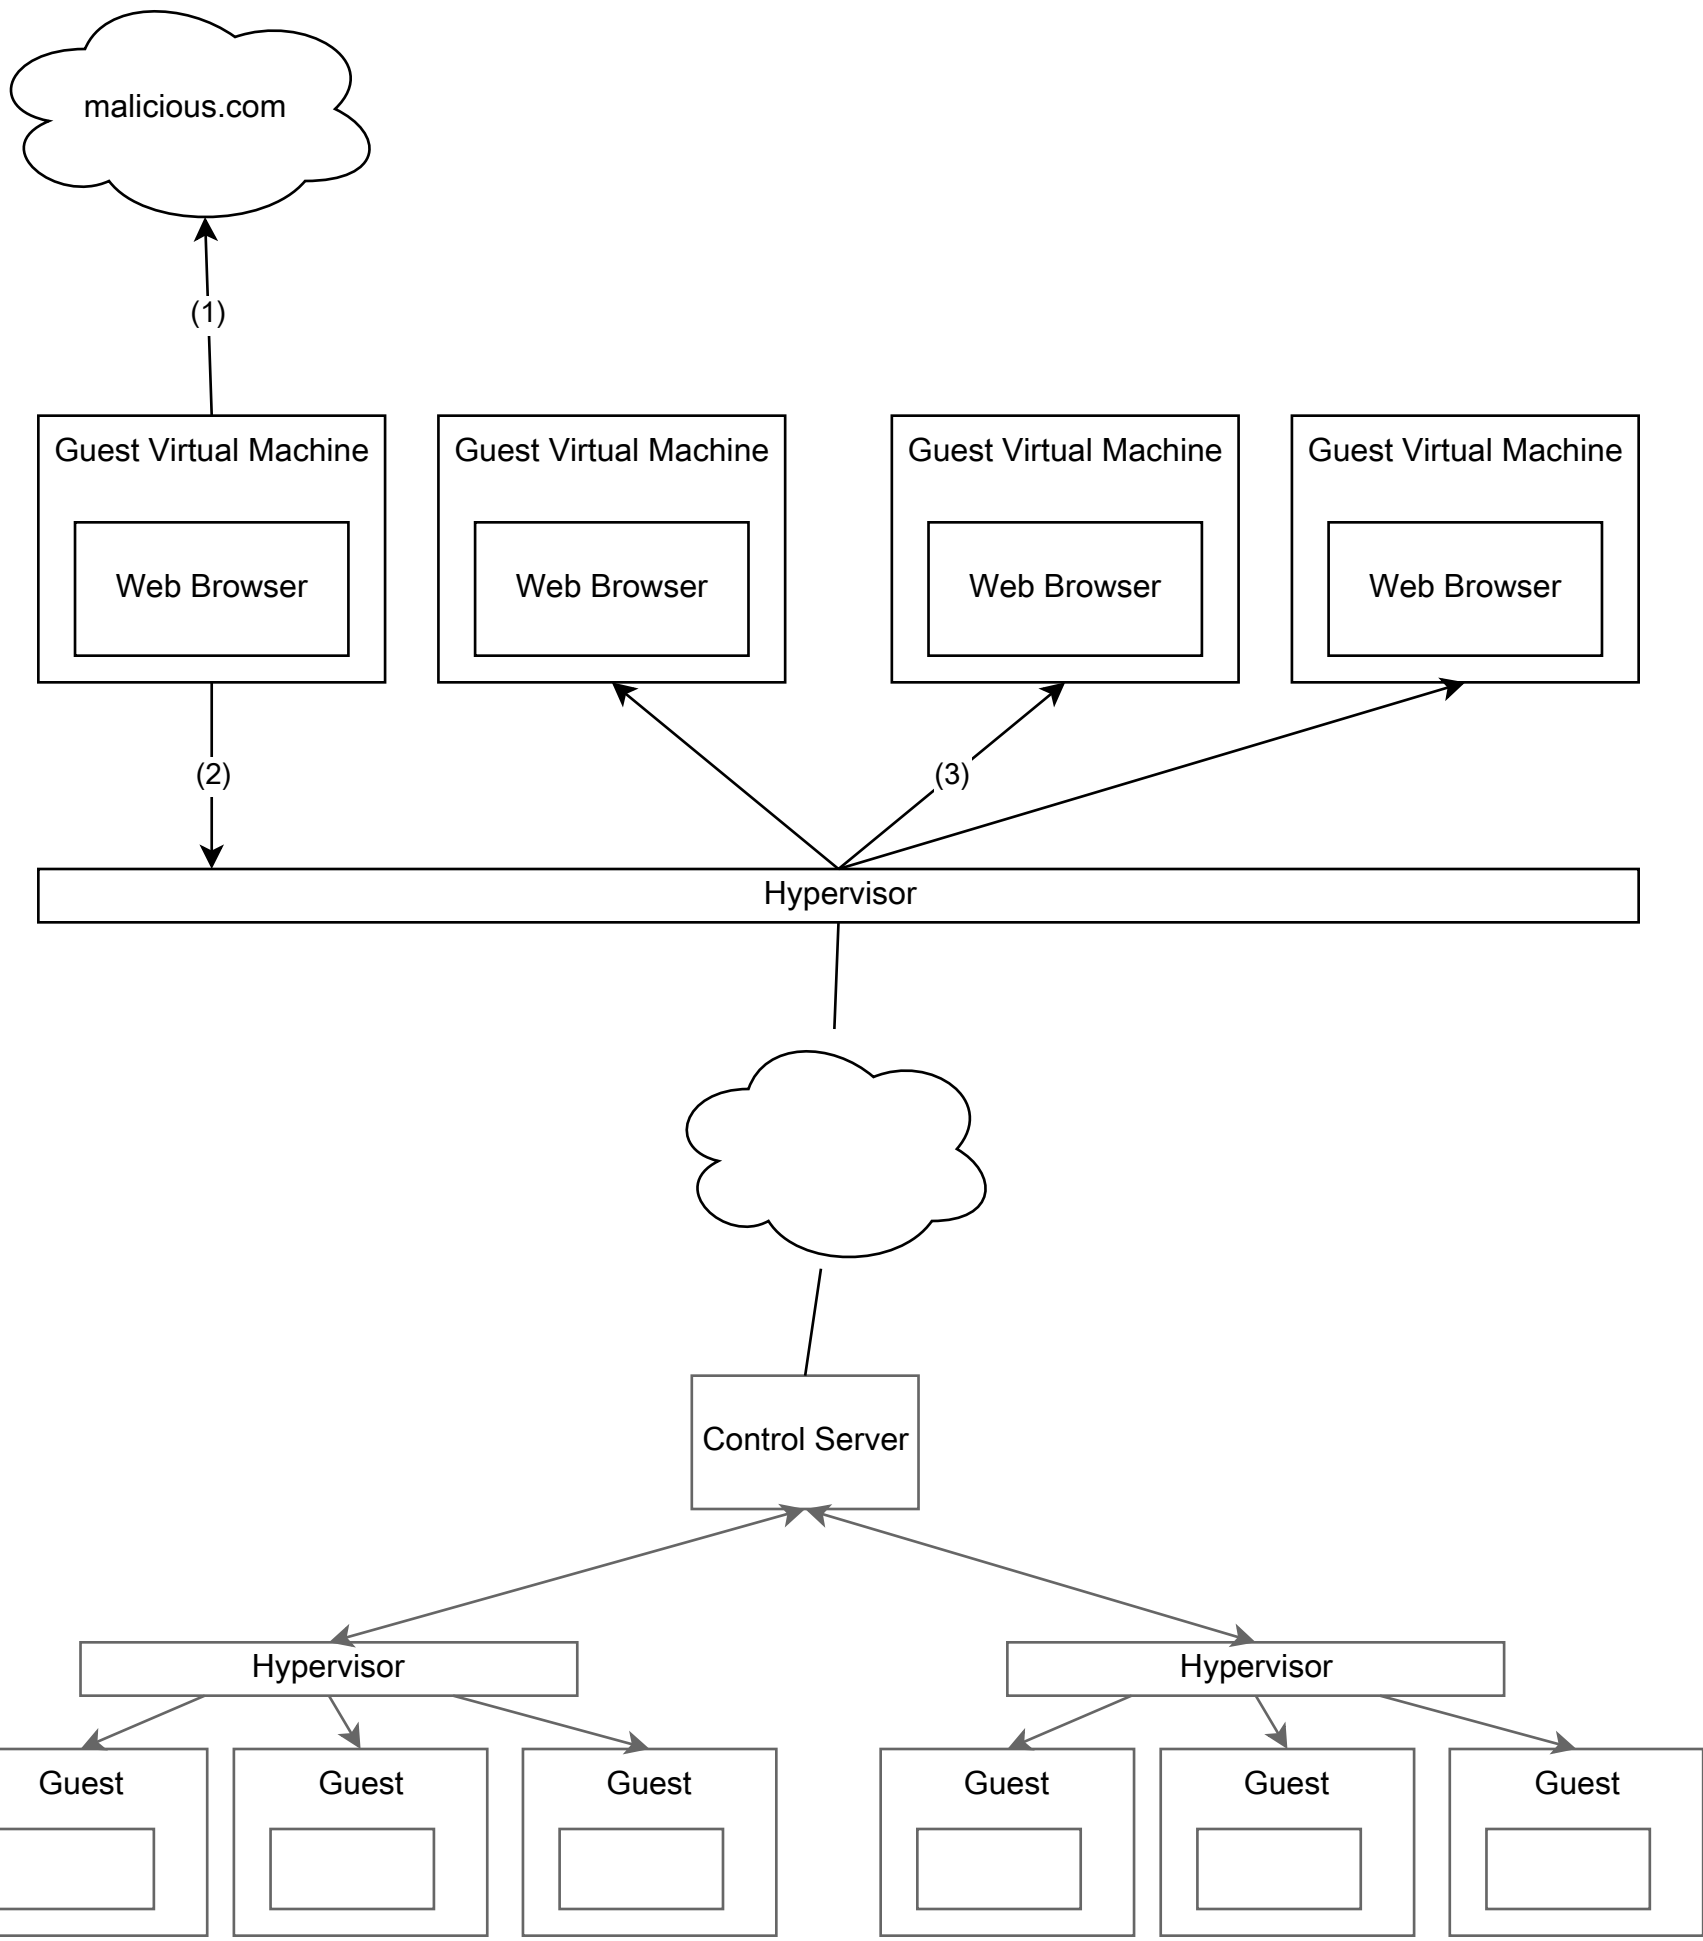 malicious.com
(1)
Guest Virtual Machine
Guest Virtual Machine
Guest Virtual Machine
Guest Virtual Machine
Web Browser
Web Browser
Web Browser
Web Browser
(2)
(3)
Hypervisor
Control Server
Hypervisor
Hypervisor
Guest
Guest
Guest
Guest
Guest
Guest